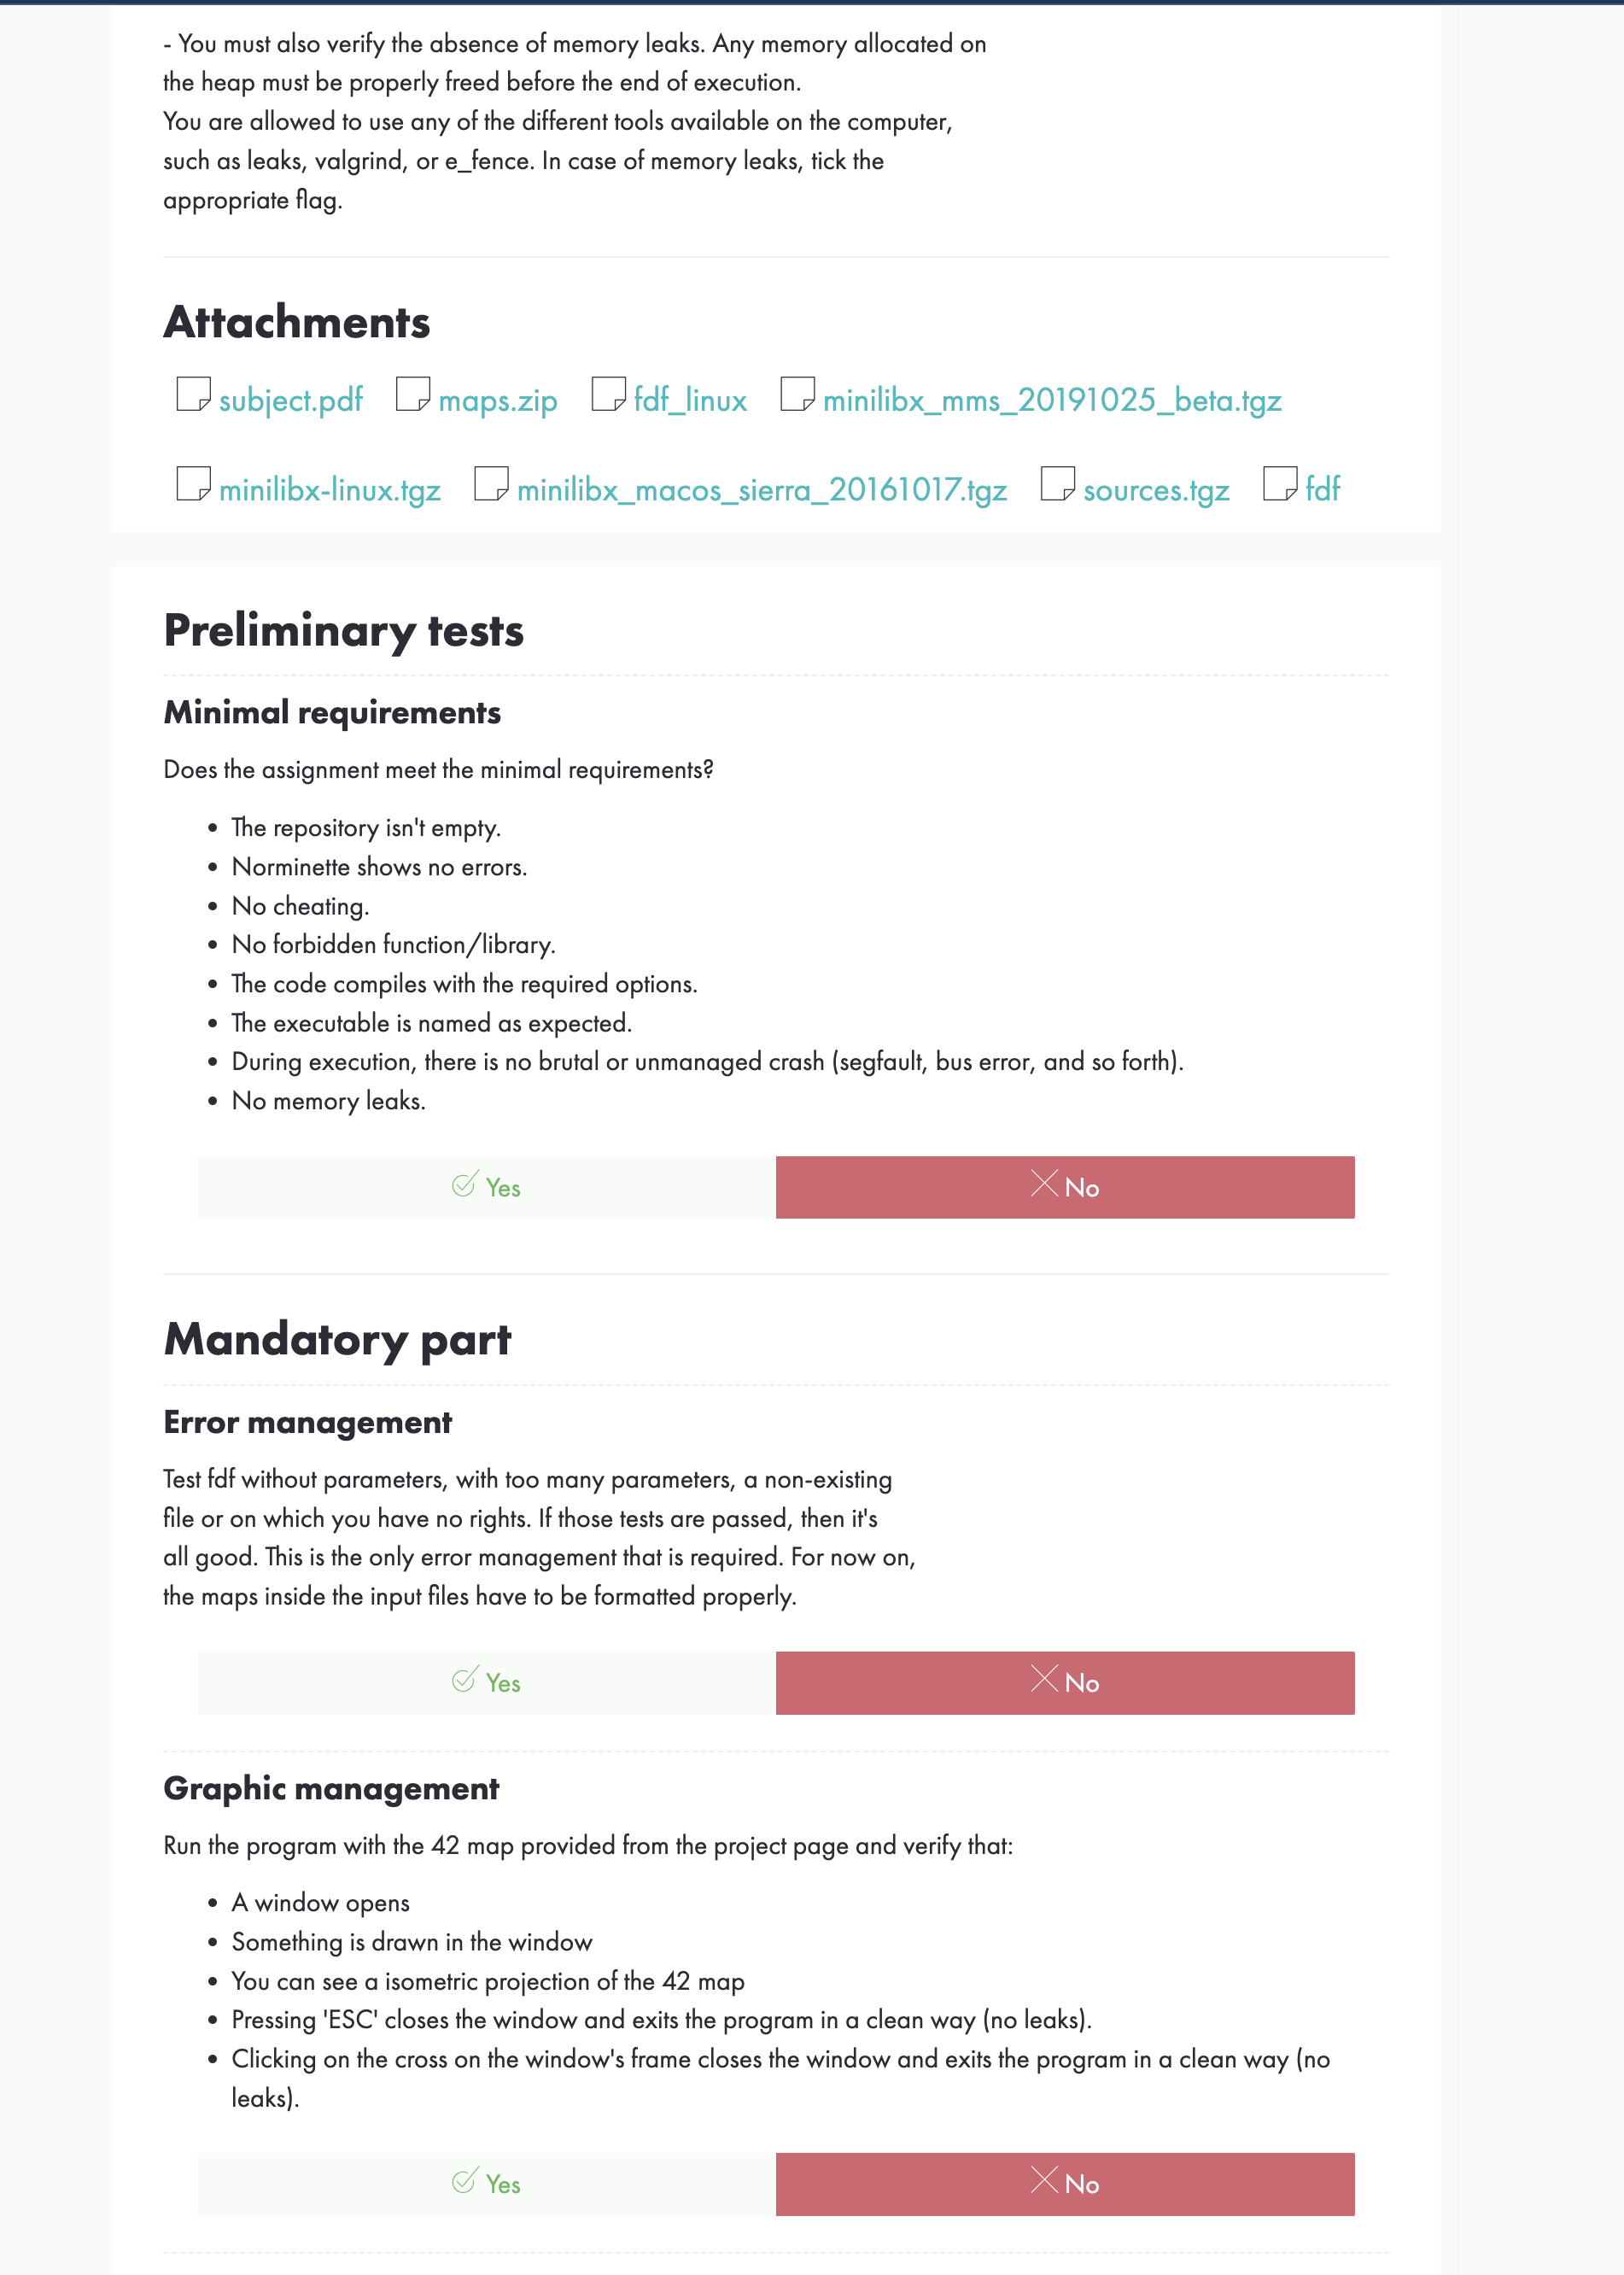 - You must also verify the absence of memory leaks. Any memory allocated on
the heap must be properly freed before the end of execution.
You are allowed to use any of the different tools available on the computer,
such as leaks, valgrind, or e_fence. In case of memory leaks, tick the
appropriate flag.
Attachments
subject.pdf maps.zip fdf_linux minilibx_mms_20191025_beta.tgz
minilibx-linux.tgz minilibx_macos_sierra_20161017.tgz sources.tgz fdf
Preliminary tests
Minimal requirements
Does the assignment meet the minimal requirements?
• The repository isn't empty.
• Norminette shows no errors.
• No cheating.
• No forbidden function/library.
• The code compiles with the required options.
• The executable is named as expected.
• During execution, there is no brutal or unmanaged crash (segfault, bus error, and so forth).
• No memory leaks.
Yes No
Mandatory part
Error management
Test fdf without parameters, with too many parameters, a non-existing
file or on which you have no rights. If those tests are passed, then it's
all good. This is the only error management that is required. For now on,
the maps inside the input files have to be formatted properly.
Yes No
Graphic management
Run the program with the 42 map provided from the project page and verify that:
• A window opens
• Something is drawn in the window
• You can see a isometric projection of the 42 map
• Pressing 'ESC' closes the window and exits the program in a clean way (no leaks).
• Clicking on the cross on the window's frame closes the window and exits the program in a clean way (no
leaks).
Yes No